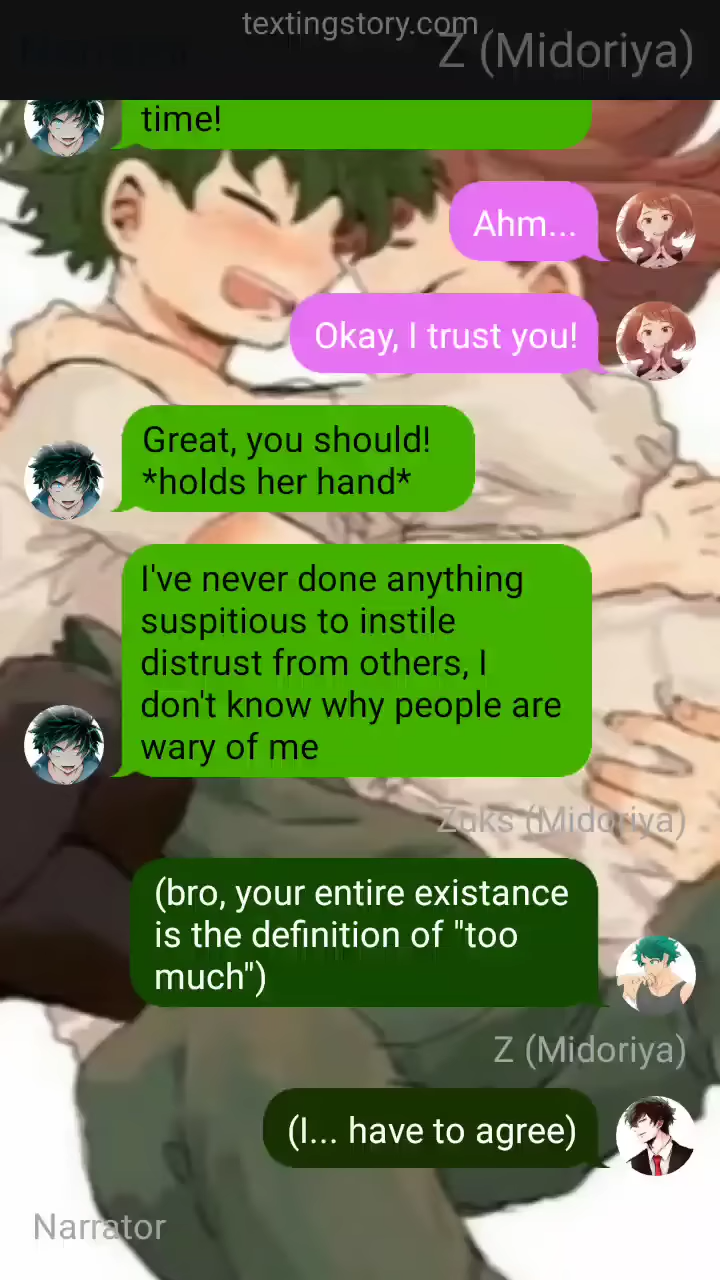 textingstory.com
Z (Midoriya)
time!
Ahm...
Okay, I trust you!
Great, you should!
*holds her hand*
I've never done anything
suspitious to instile
distrust from others, I
don't know why people are
wary of me
Zuks (Midoriya)
(bro, your entire existance
is the definition of "too
much")
Z (Midoriya)
(I... have to agree)
Narrator